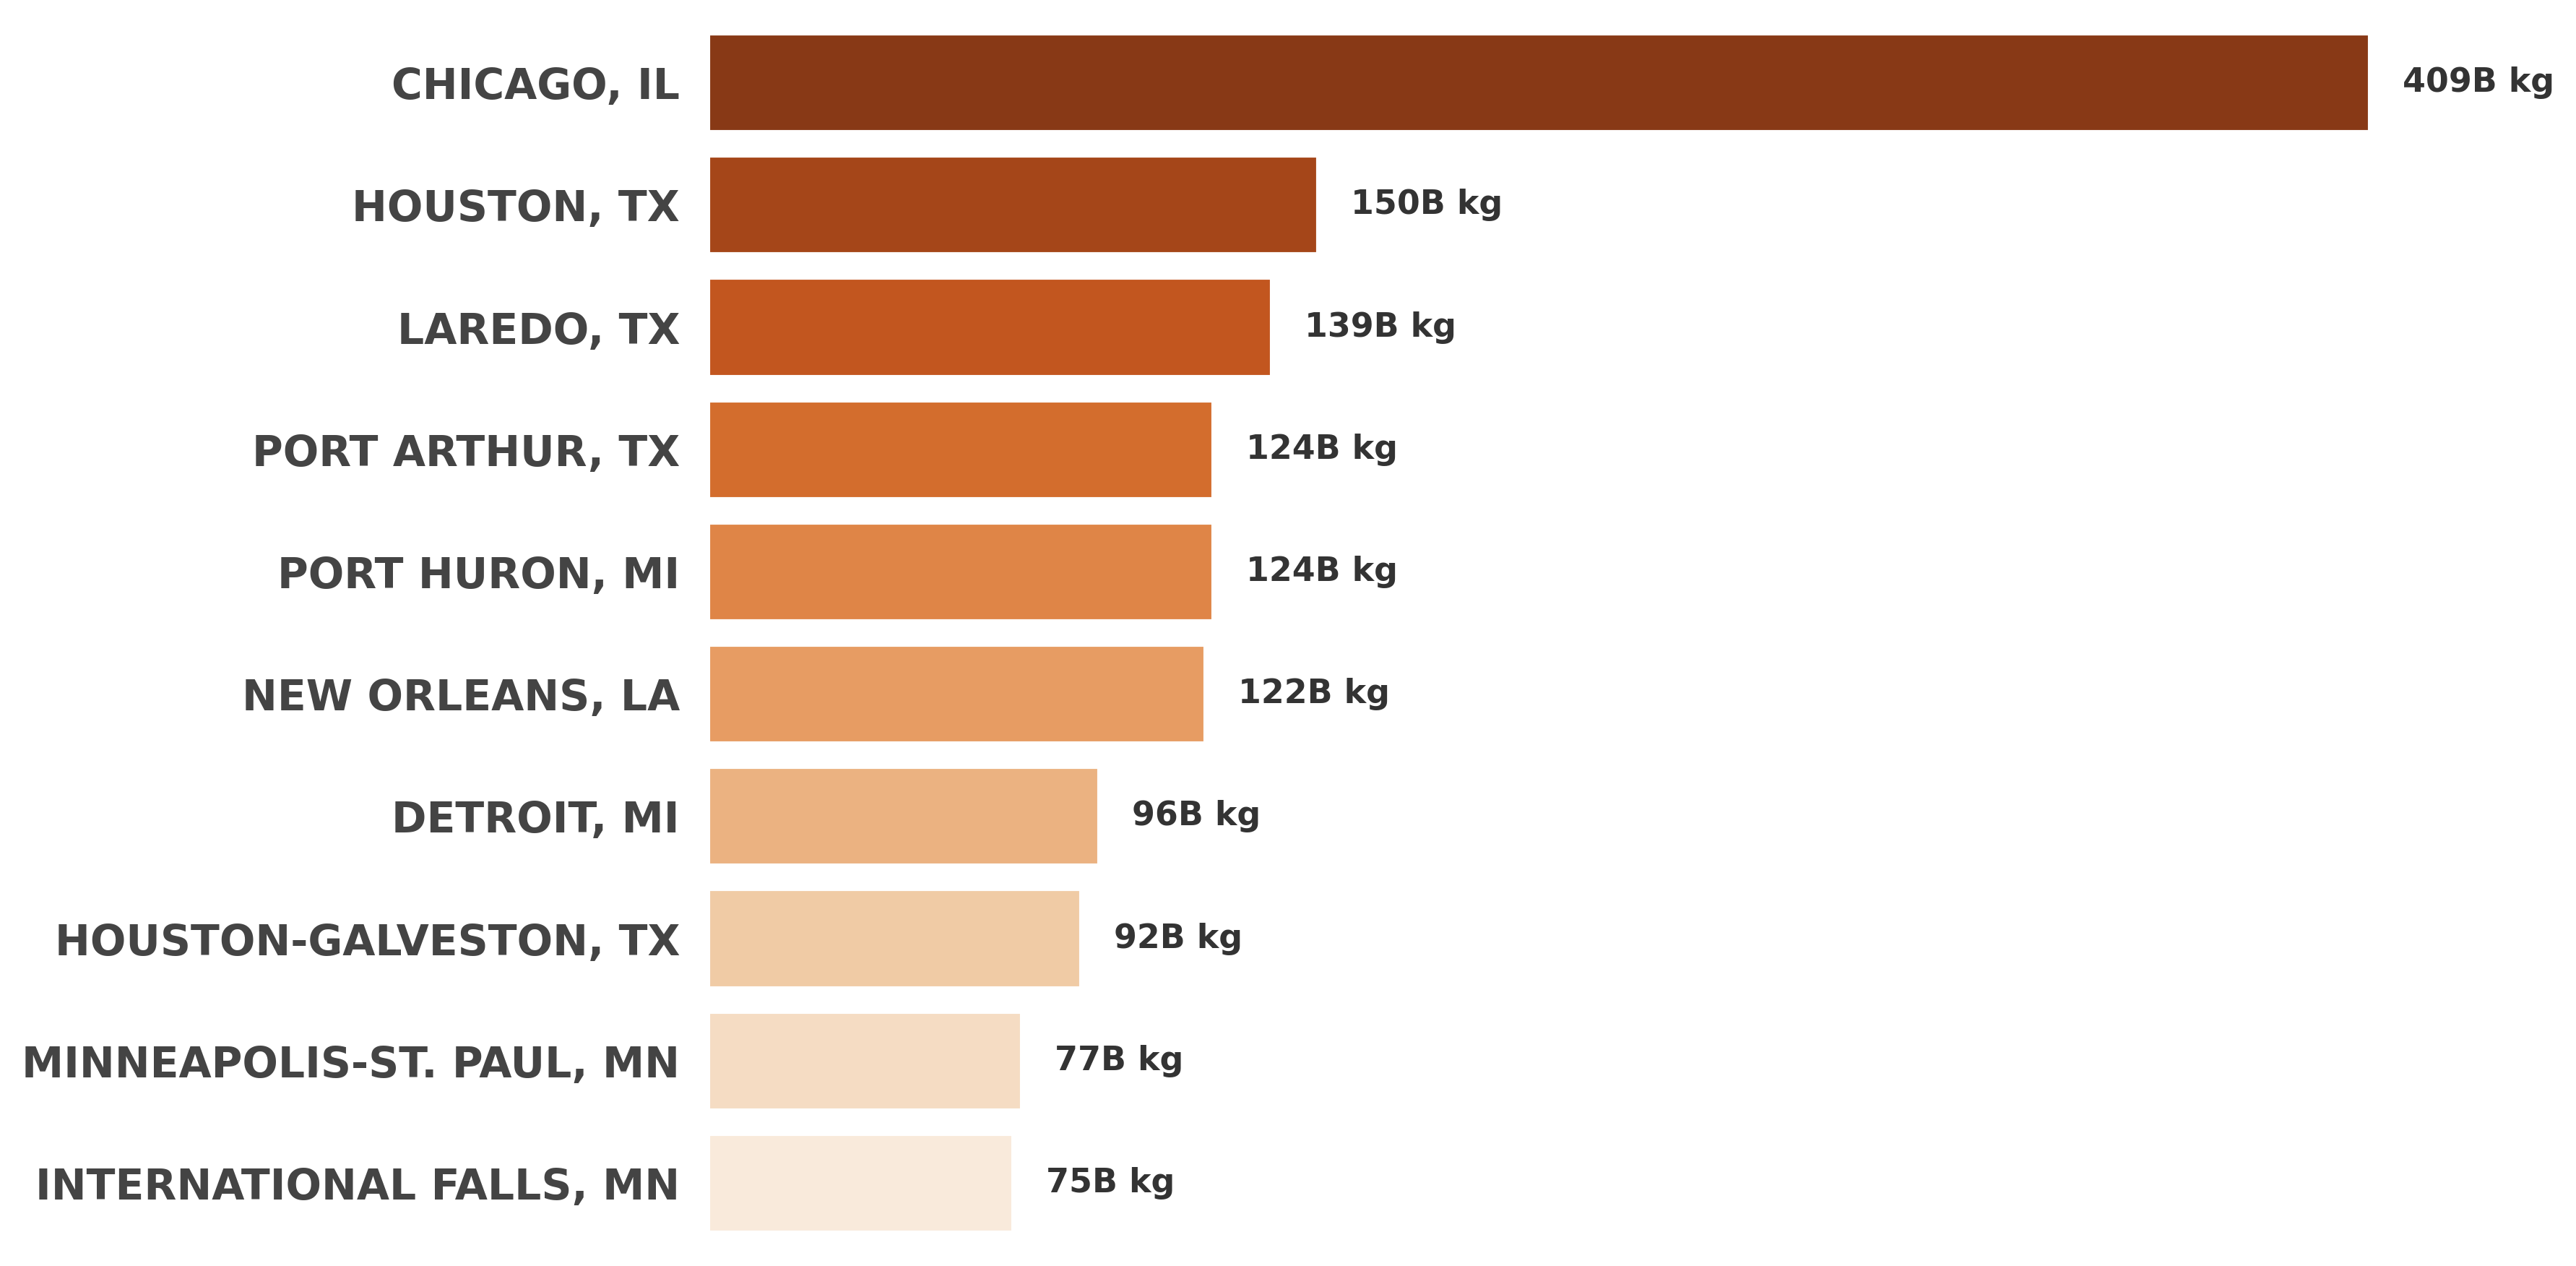 CHICAGO, IL 409B kg
HOUSTON, TX 150B kg
LAREDO, TX 139B kg
PORT ARTHUR, TX 124B kg
PORT HURON, MI 124B kg
NEW ORLEANS, LA 122B kg
DETROIT, MI 96B kg
HOUSTON-GALVESTON, TX 92B kg
MINNEAPOLIS-ST. PAUL, MN 77B kg
INTERNATIONAL FALLS, MN 75B kg